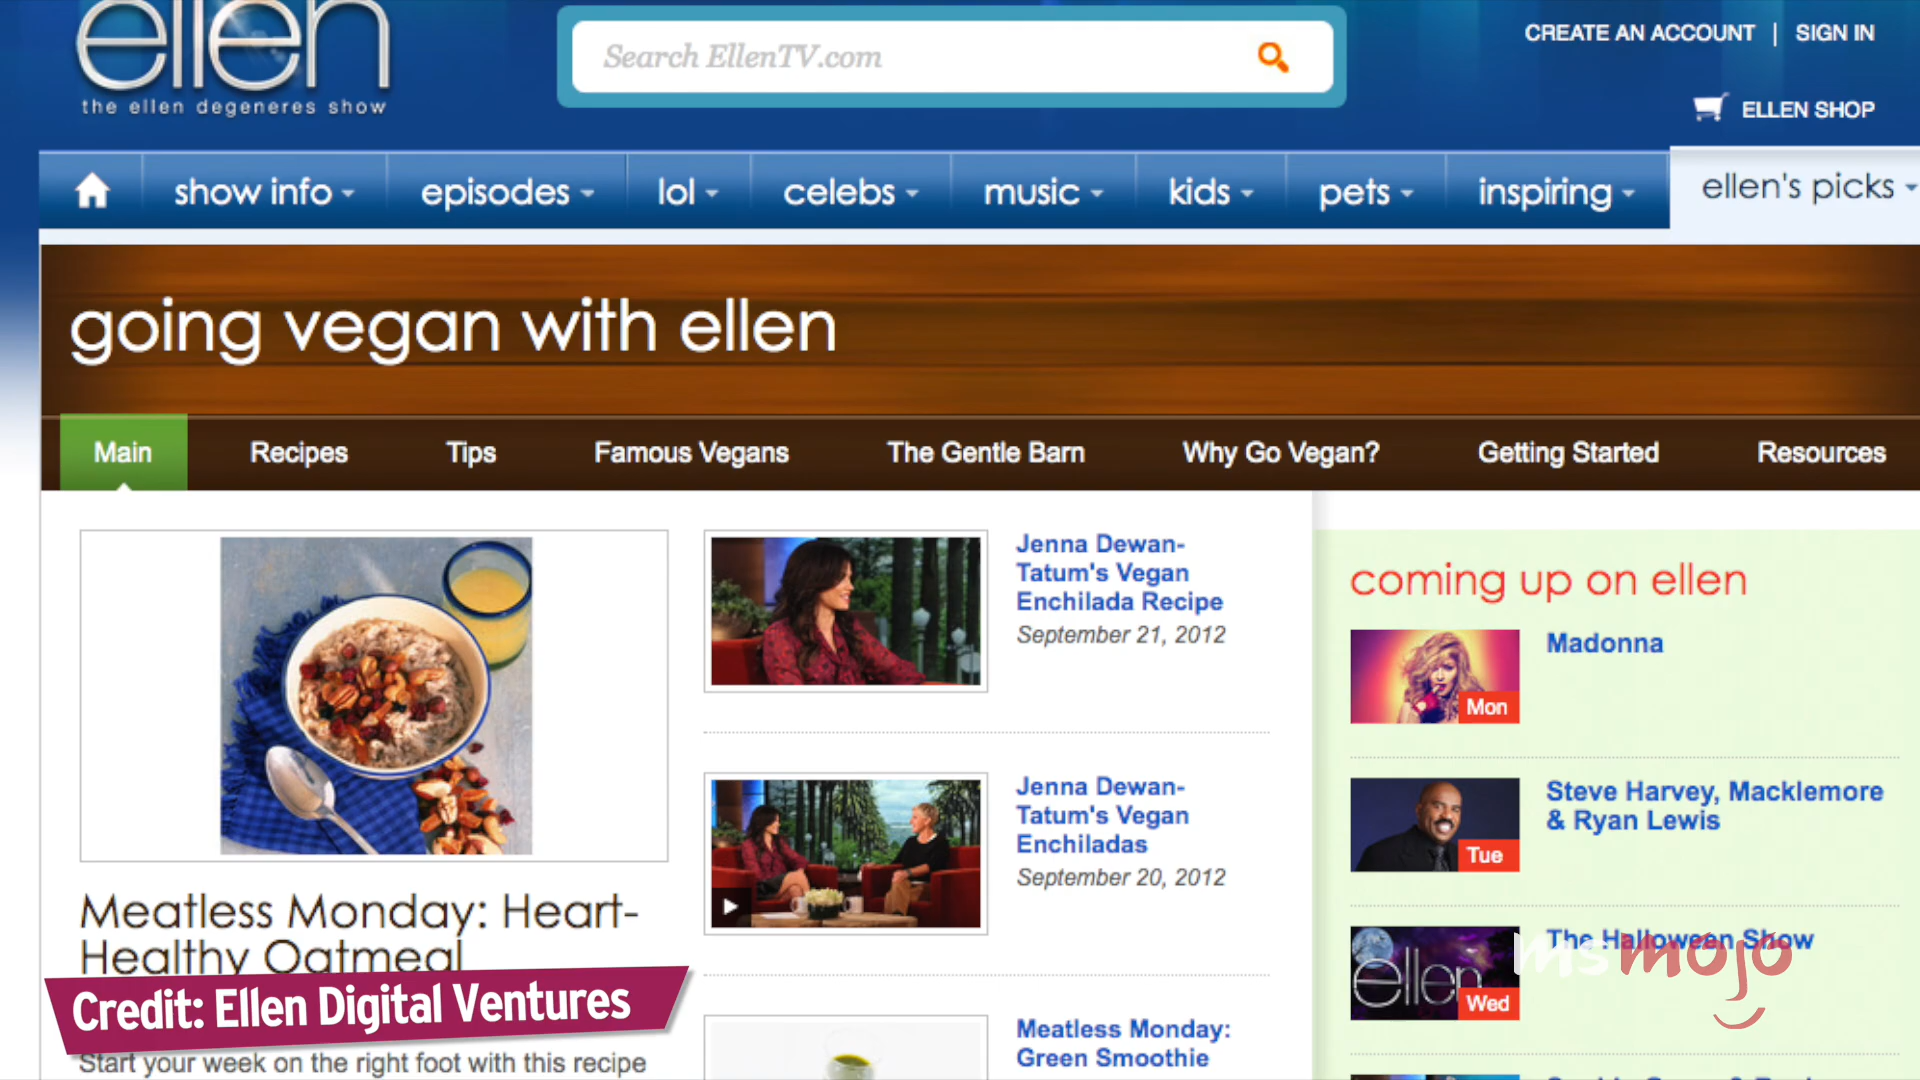 ellen
the ellen degeneres show
Search EllenTV.com
CREATE AN ACCOUNT | SIGN IN
ELLEN SHOP
show info
episodes
lol
celebs
music
kids
pets
inspiring
ellen's picks
going vegan with ellen
Main
Recipes
Tips
Famous Vegans
The Gentle Barn
Why Go Vegan?
Getting Started
Resources
Meatless Monday: Heart-
Healthy Oatmeal
Credit: Ellen Digital Ventures
Start your week on the right foot with this recipe
Jenna Dewan-
Tatum's Vegan
Enchilada Recipe
September 21, 2012
Jenna Dewan-
Tatum's Vegan
Enchiladas
September 20, 2012
Meatless Monday:
Green Smoothie
coming up on ellen
Madonna
Mon
Steve Harvey, Macklemore
& Ryan Lewis
Tue
The Halloween Show
ellen
Wed
msmojo